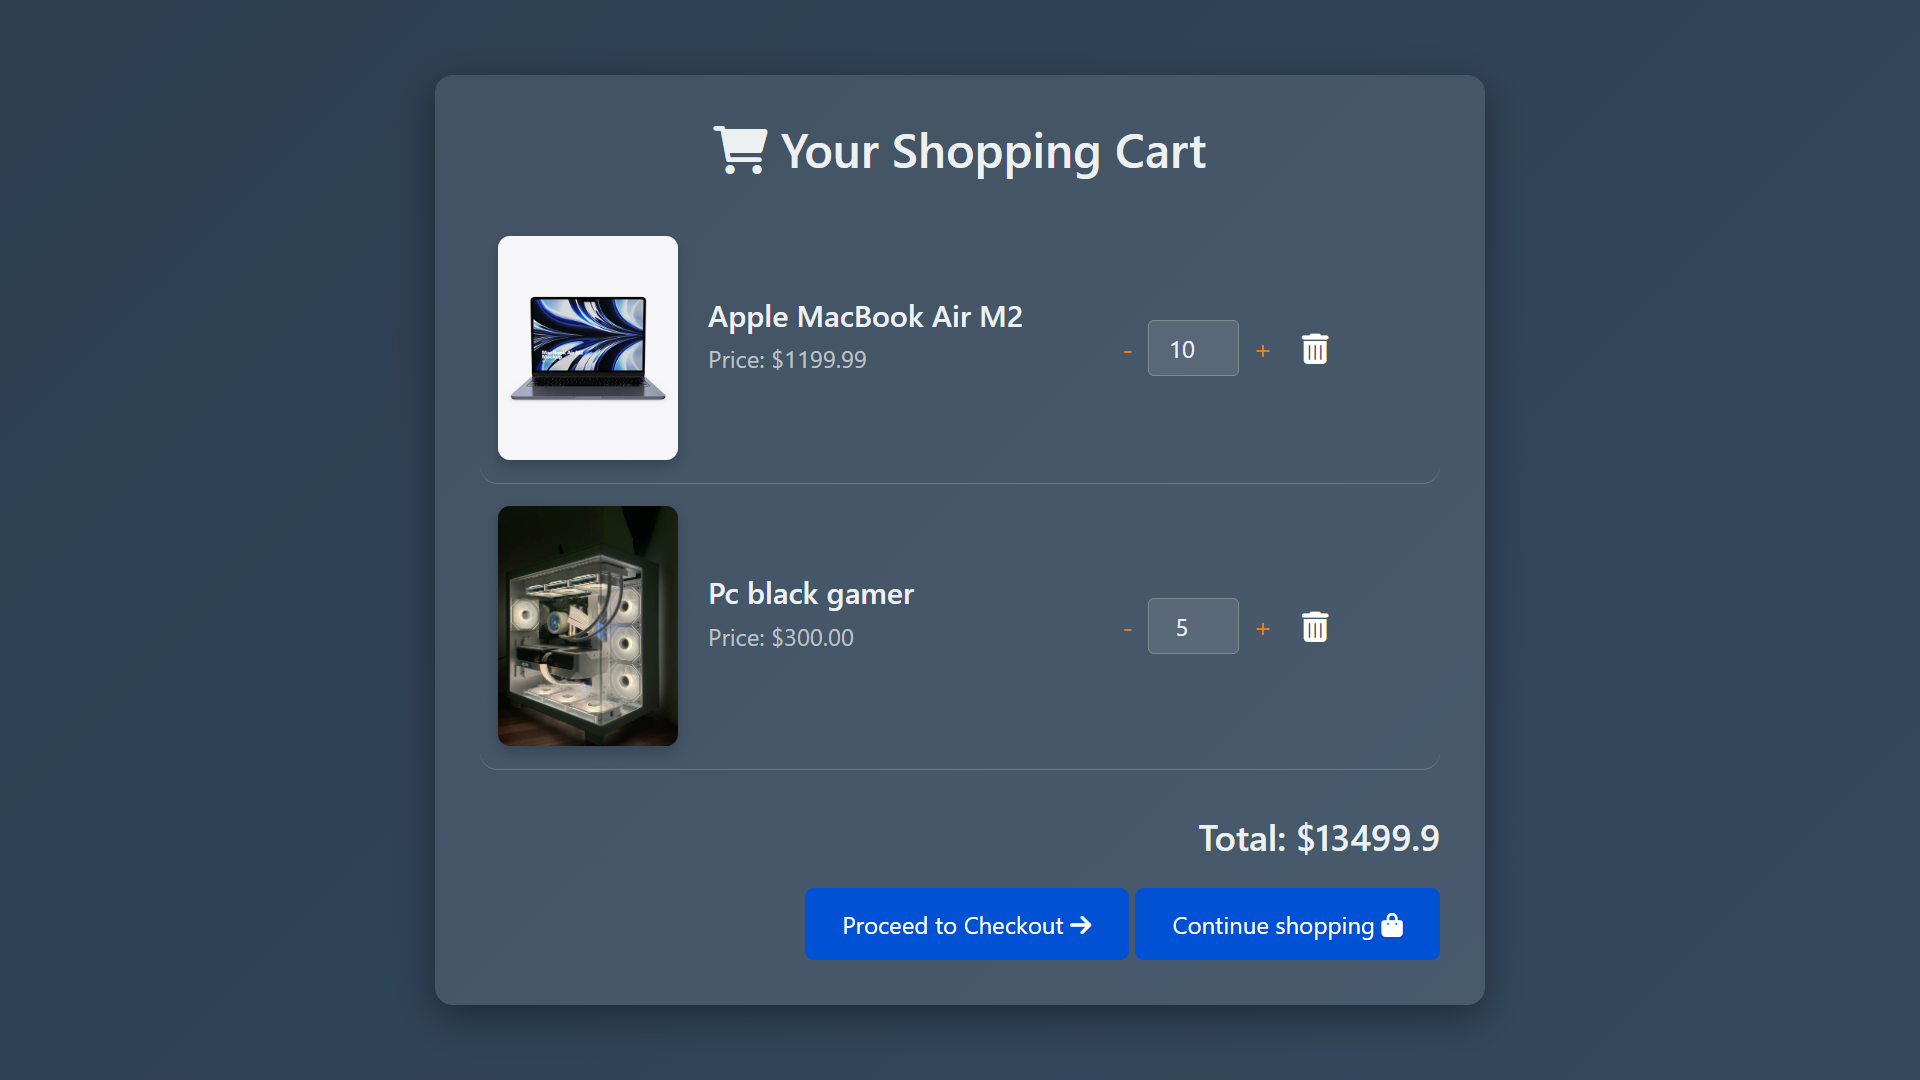 Your Shopping Cart
Apple MacBook Air M2
Price: $1199.99
- 10 +
Pc black gamer
Price: $300.00
- 5 +
Total: $13499.9
Proceed to Checkout
Continue shopping